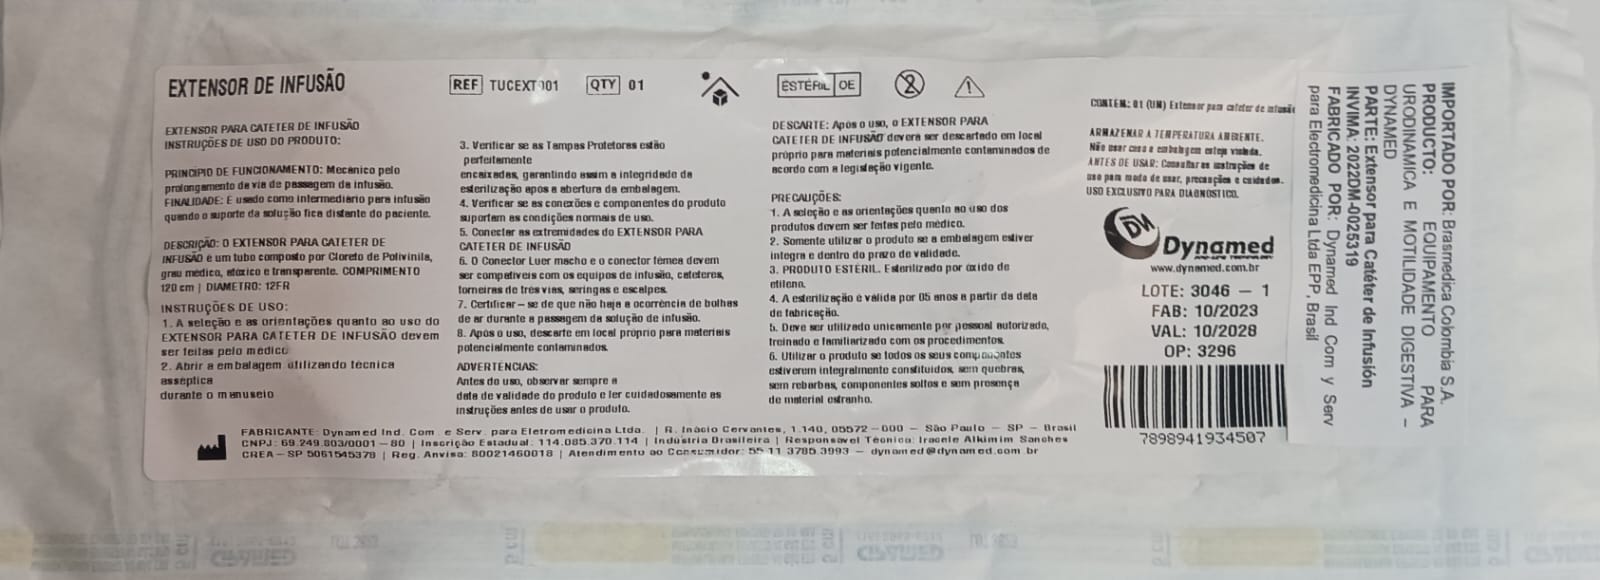 EXTENSOR DE INFUSÃO
REF TUCEXT001
QTY 01
ESTÉRIL OE
EXTENSOR PARA CATETER DE INFUSÃO
INSTRUÇÕES DE USO DO PRODUTO:
PRINCÍPIO DE FUNCIONAMENTO: Mecânico pelo
prolongamento da via de passagem da infusão.
FINALIDADE: É usado como intermediário para infusão
quando o suporte da solução fica distante do paciente.
DESCRIÇÃO: O EXTENSOR PARA CATETER DE
INFUSÃO é um tubo composto por Cloreto de Polivinila,
grau médico, atóxico e transparente. COMPRIMENTO
120 cm | DIAMETRO: 12FR
INSTRUÇÕES DE USO:
1. A seleção e as orientações quanto ao uso do
EXTENSOR PARA CATETER DE INFUSÃO devem
ser feitas pelo médico
2. Abrir a embalagem utilizando técnica
asséptica
durante o manuseio
3. Verificar se as Tampas Protetoras estão
perfeitamente
encaixadas, garantindo assim a integridade da
esterilização após a abertura da embalagem.
4. Verificar se as conexões e componentes do produto
suportam as condições normais de uso.
5. Conectar as extremidades do EXTENSOR PARA
CATETER DE INFUSÃO
6. O Conector Luer macho e o conector fêmea devem
ser compatíveis com os equipos de infusão, cateteres,
torneiras de três vias, seringas e escalpes.
7. Certificar – se de que não haja a ocorrência de bolhas
de ar durante a passagem da solução de infusão.
8. Após o uso, descarte em local próprio para materiais
potencialmente contaminados.
ADVERTÊNCIAS:
Antes do uso, observar sempre a
data de validade do produto e ler cuidadosamente as
instruções antes de usar o produto.
DESCARTE: Após o uso, o EXTENSOR PARA
CATETER DE INFUSÃO deverá ser descartado em local
próprio para materiais potencialmente contaminados de
acordo com a legislação vigente.
PRECAUÇÕES:
1. A seleção e as orientações quanto ao uso dos
produtos devem ser feitas pelo médico.
2. Somente utilizar o produto se a embalagem estiver
íntegra e dentro do prazo de validade.
3. PRODUTO ESTÉRIL. Esterilizado por óxido de
etileno.
4. A esterilização é válida por 05 anos a partir da data
de fabricação.
5. Deve ser utilizado unicamente por pessoal autorizado,
treinado e familiarizado com os procedimentos.
6. Utilizar o produto se todos os seus componentes
estiverem integralmente constituídos, sem quebras,
sem rebarbas, componentes soltos e sem presença
de material estranho.
CONTÉM: 01 (UN) Extensor para cateter de infusão
ARMAZENAR A TEMPERATURA AMBIENTE.
Não usar caso a embalagem esteja violada.
ANTES DE USAR: Consultar as instruções de
uso para modo de usar, precauções e cuidados.
USO EXCLUSIVO PARA DIAGNOSTICO.
DM
Dynamed
www.dynamed.com.br
LOTE: 3046 – 1
FAB: 10/2023
VAL: 10/2028
OP: 3296
7898941934507
FABRICANTE: Dynamed Ind. Com. e Serv. para Eletromedicina Ltda. | R. Inácio Cervantes, 1.140, 05572 – 000 – São Paulo – SP – Brasil
CNPJ: 69.249.803/0001 – 80 | Inscrição Estadual: 114.085.370.114 | Indústria Brasileira | Responsável Técnico: Iracele Alkimim Sanches
CREA – SP 5061545378 | Reg. Anvisa: 80021460018 | Atendimento ao Consumidor: 55 11 3785.3993 – dynamed@dynamed.com.br
IMPORTADO POR: Brasmedica Colombia S.A.
PRODUCTO: EQUIPAMENTO PARA
URODINAMICA E MOTILIDADE DIGESTIVA –
DYNAMED
PARTE: Extensor para Catéter de Infusión
INVIMA: 2022DM-0025319
FABRICADO POR: Dynamed Ind Com y Serv
para Electromedicina Ltda EPP, Brasil